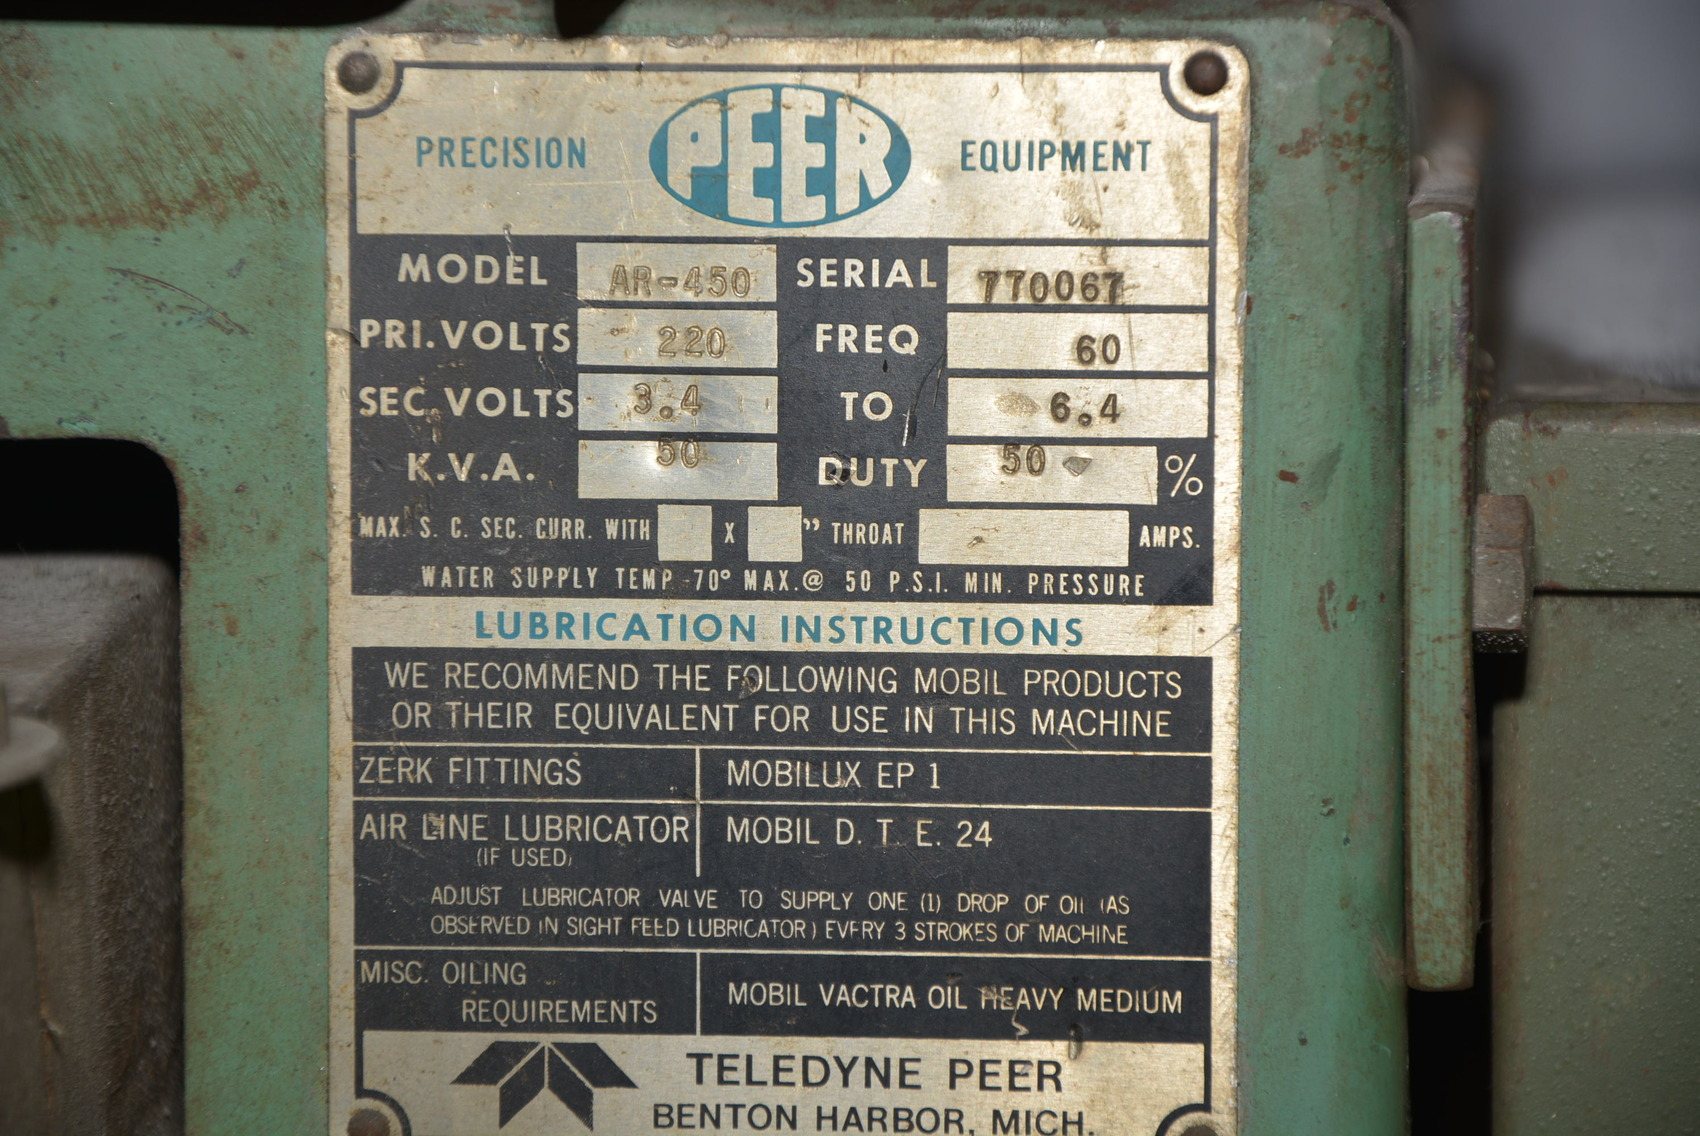 PRECISION PEER EQUIPMENT
MODEL AR-450 SERIAL 770067
PRI. VOLTS 220 FREQ 60
SEC. VOLTS 3.4 TO 6.4
K.V.A. 50 DUTY 50 %
MAX. S. C. SEC. CURR. WITH X " THROAT AMPS.
WATER SUPPLY TEMP 70° MAX.@ 50 P.S.I. MIN. PRESSURE
LUBRICATION INSTRUCTIONS
WE RECOMMEND THE FOLLOWING MOBIL PRODUCTS
OR THEIR EQUIVALENT FOR USE IN THIS MACHINE
ZERK FITTINGS MOBILUX EP 1
AIR LINE LUBRICATOR MOBIL D. T. E. 24
(IF USED)
ADJUST LUBRICATOR VALVE TO SUPPLY ONE (1) DROP OF OIL (AS
OBSERVED IN SIGHT FEED LUBRICATOR) EVERY 3 STROKES OF MACHINE
MISC. OILING
REQUIREMENTS MOBIL VACTRA OIL HEAVY MEDIUM
TELEDYNE PEER
BENTON HARBOR, MICH.